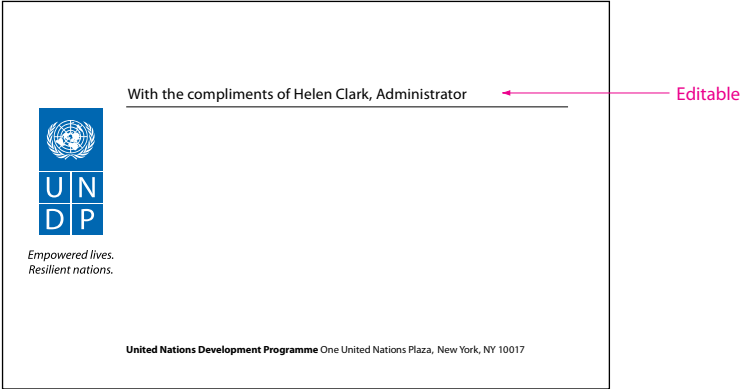 With the compliments of Helen Clark, Administrator
Editable
U N
D P
Empowered lives.
Resilient nations.
United Nations Development Programme One United Nations Plaza, New York, NY 10017